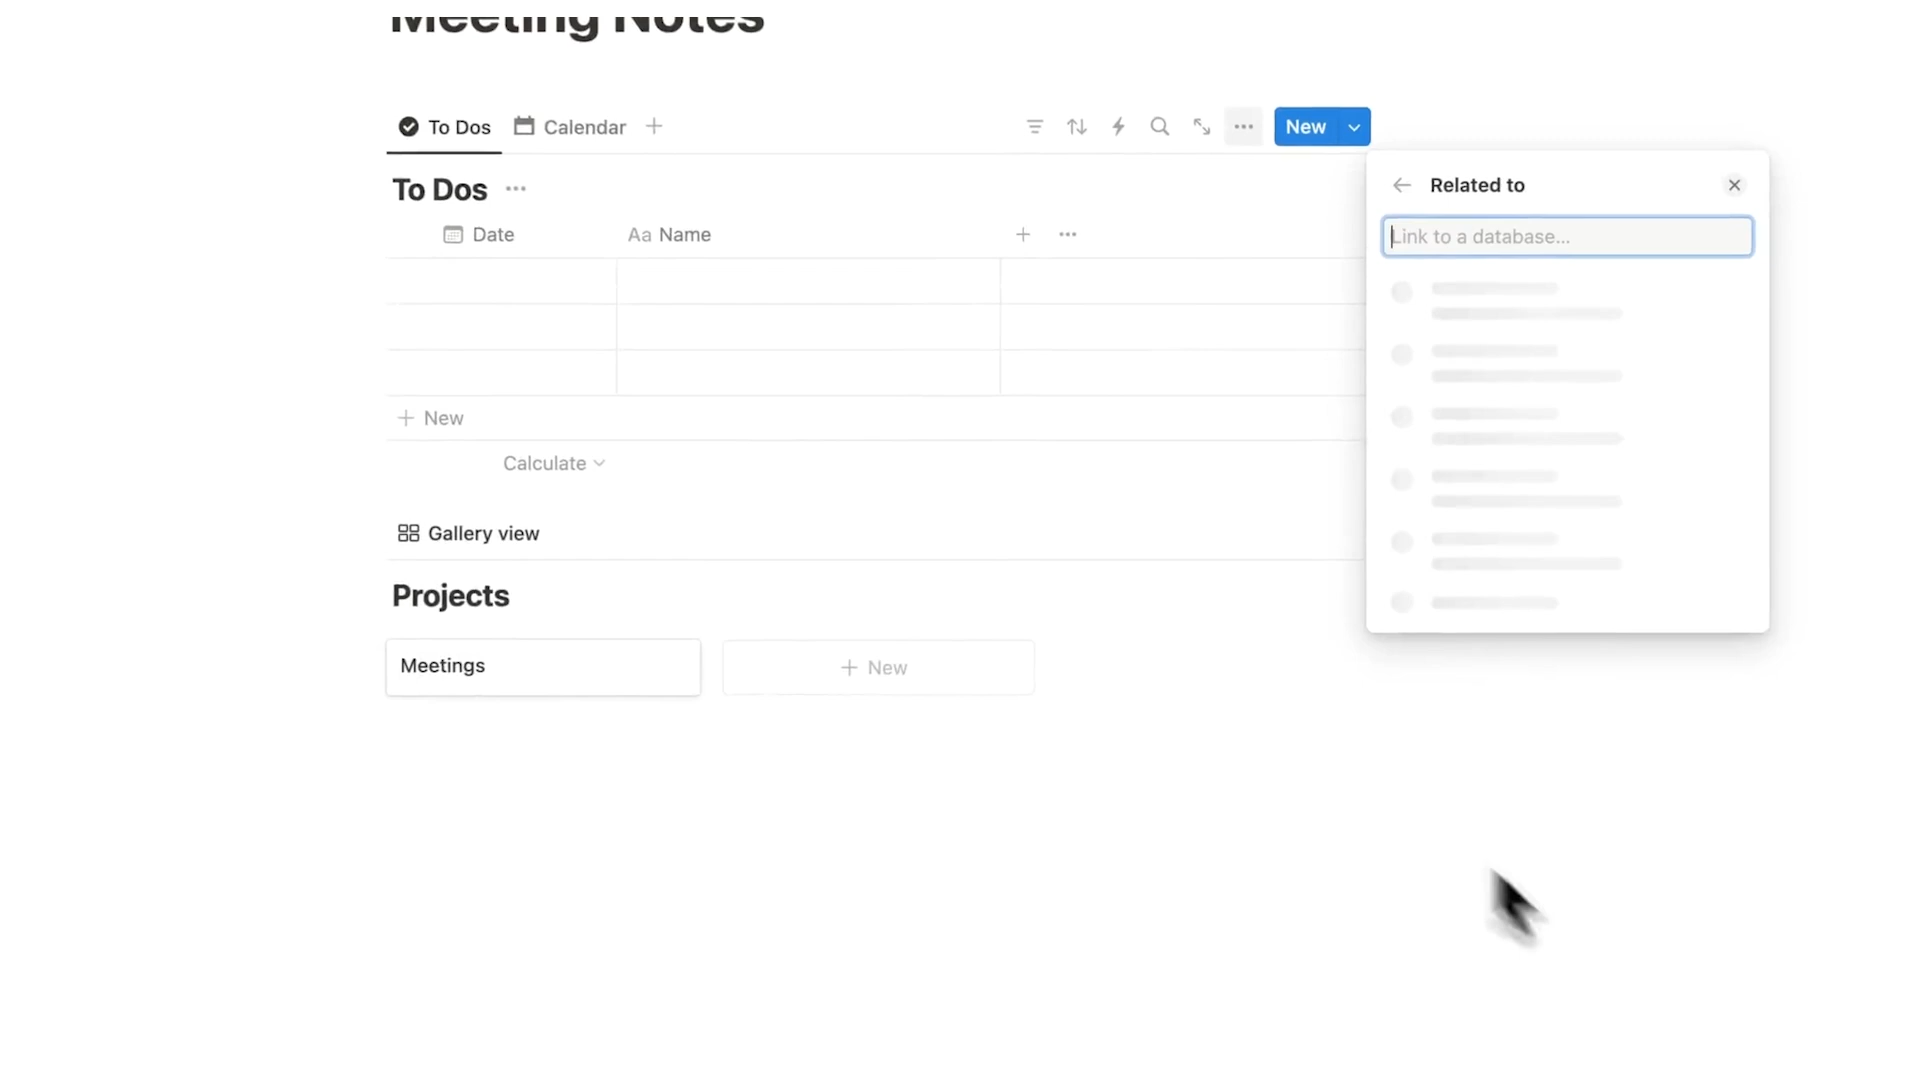 Meeting Notes
To Dos Calendar
New
Related to
Link to a database...
To Dos
Date Aa Name
New
Calculate
Gallery view
Projects
Meetings
New